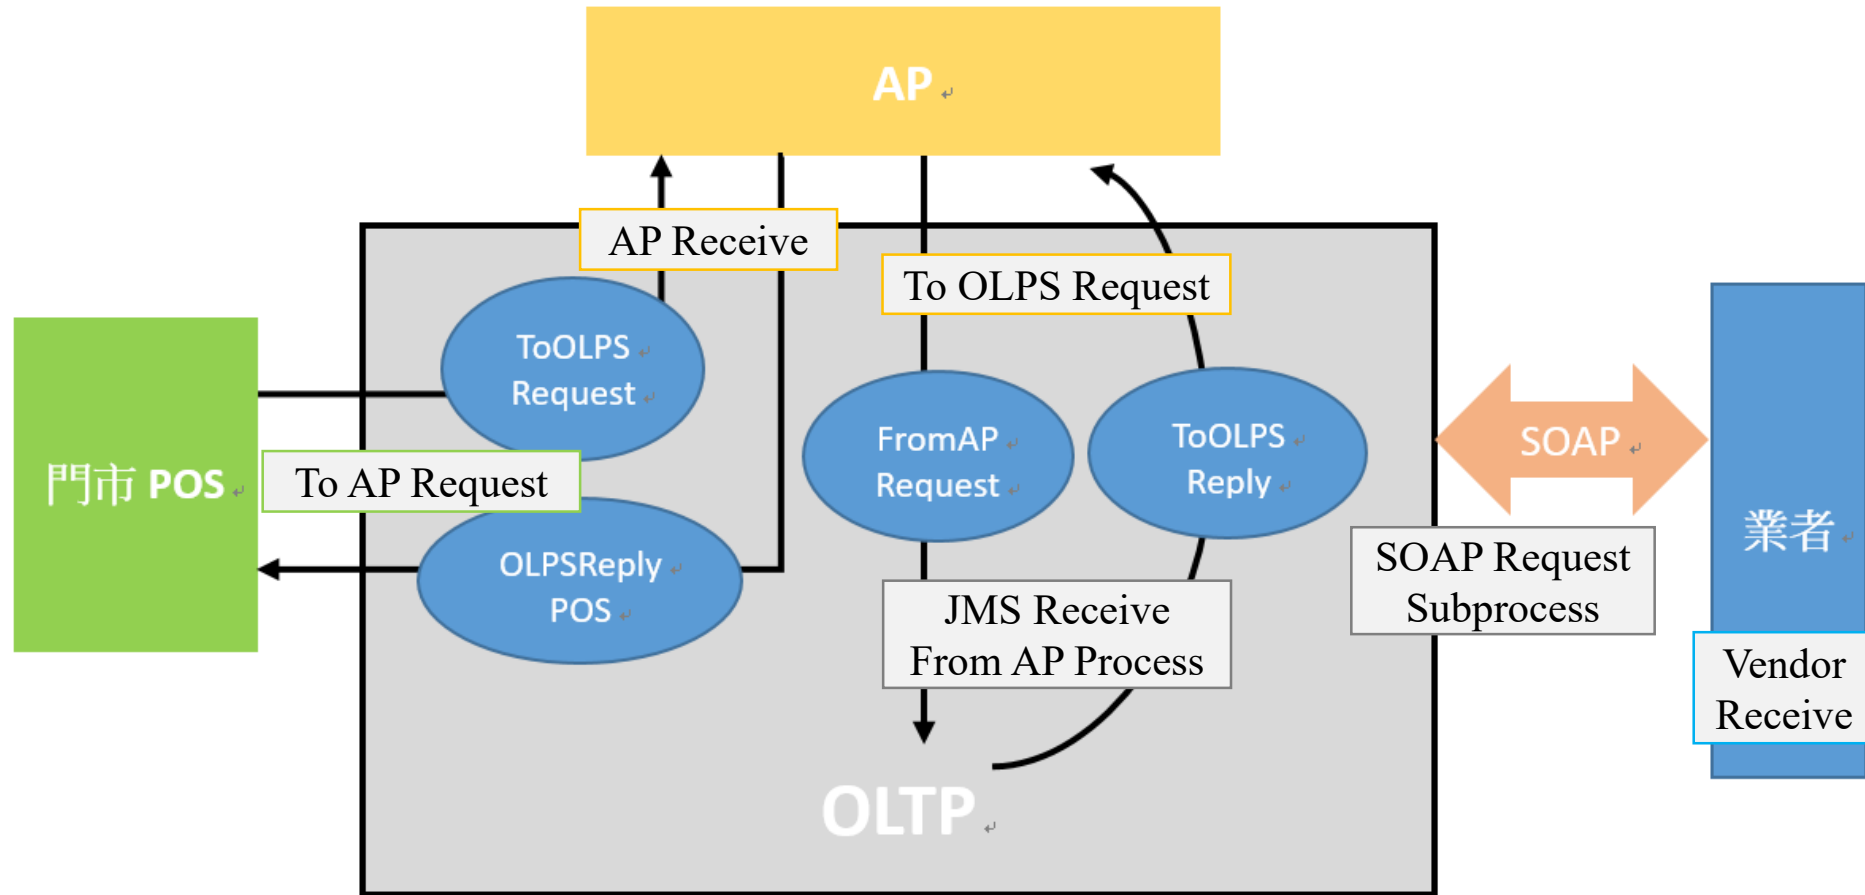 AP
AP Receive
To OLPS Request
ToOLPS
Request
門市 POS
To AP Request
OLPSReply
POS
FromAP
Request
ToOLPS
Reply
JMS Receive
From AP Process
OLTP
SOAP
SOAP Request
Subprocess
業者
Vendor
Receive